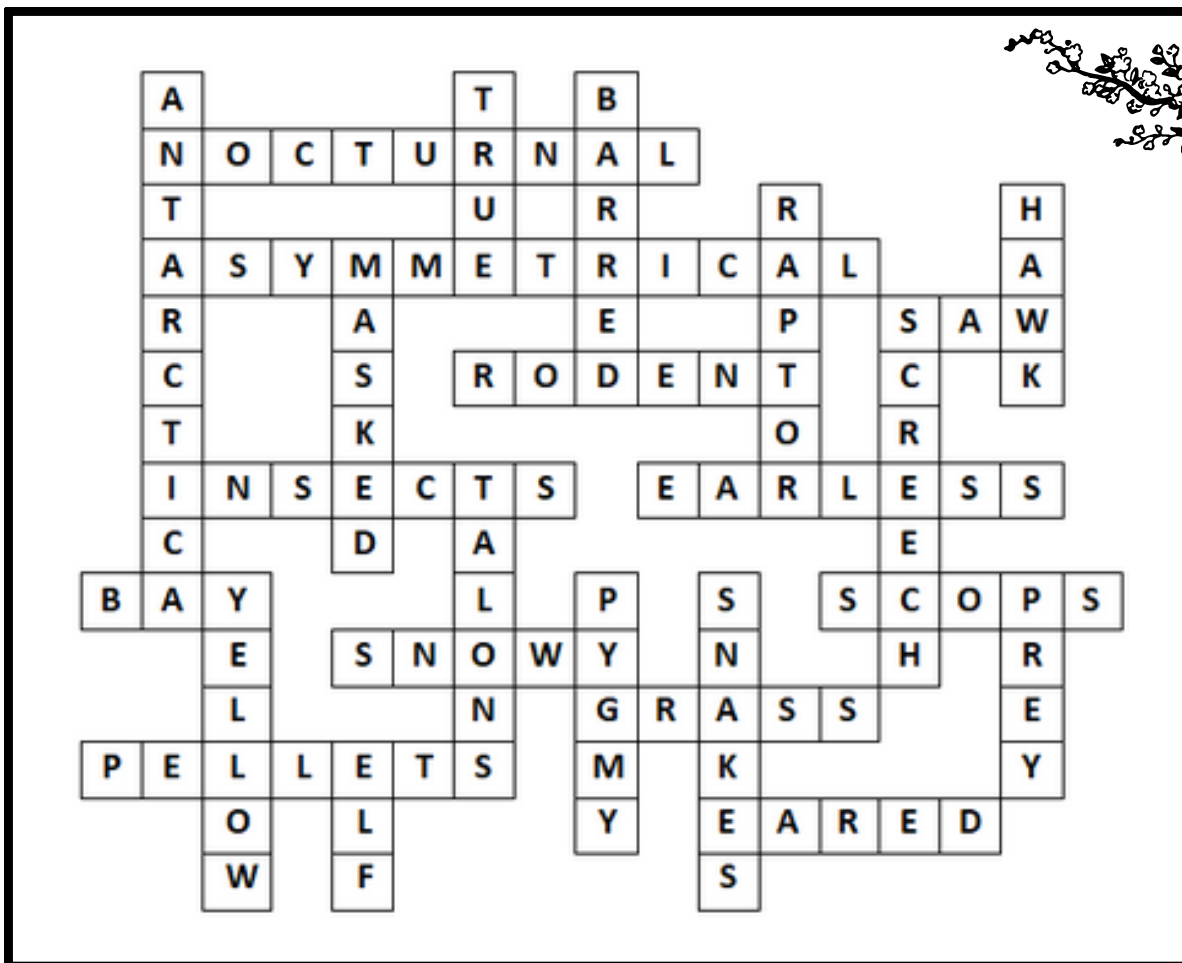 A T B
N O C T U R N A L
T U R R H
A S Y M M E T R I C A L A
R A E P S A W
C S R O D E N T C K
T K O R
I N S E C T S E A R L E S S
C D A E
B A Y L P S S C O P S
E S N O W Y N H R
L N G R A S S E
P E L L E T S M K Y
O L Y E A R E D
W F S